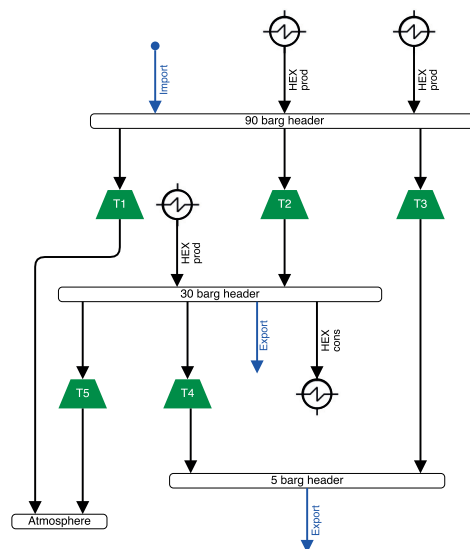 Import
HEX
prod
HEX
prod
90 barg header
T1
T2
T3
HEX
prod
30 barg header
Export
HEX
cons
T5
T4
5 barg header
Export
Atmosphere